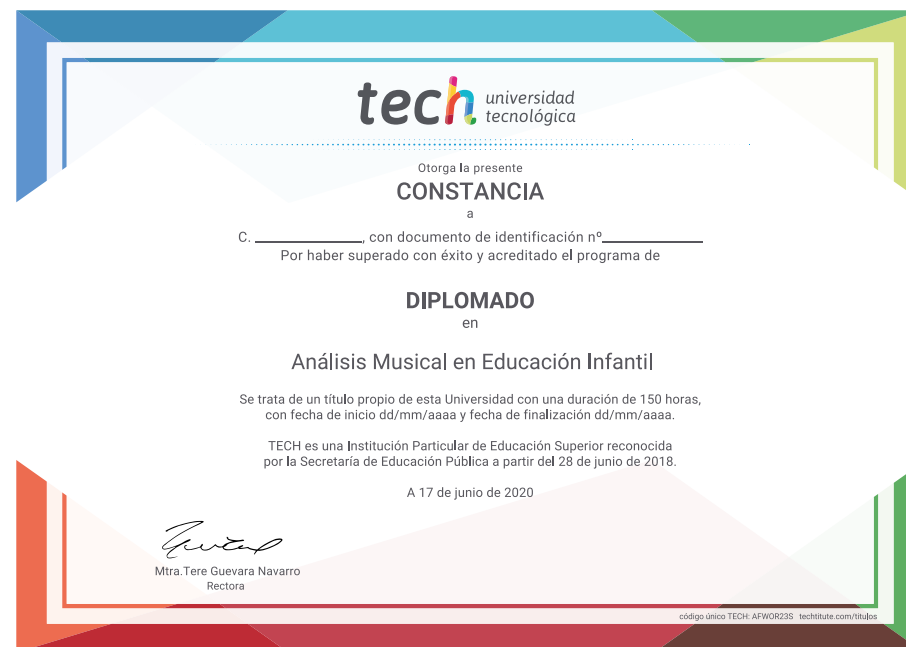 tech universidad
tecnológica
Otorga la presente
CONSTANCIA
a
C. ______________, con documento de identificación nº_____________
Por haber superado con éxito y acreditado el programa de
DIPLOMADO
en
Análisis Musical en Educación Infantil
Se trata de un título propio de esta Universidad con una duración de 150 horas,
con fecha de inicio dd/mm/aaaa y fecha de finalización dd/mm/aaaa.
TECH es una Institución Particular de Educación Superior reconocida
por la Secretaría de Educación Pública a partir del 28 de junio de 2018.
A 17 de junio de 2020
Mtra.Tere Guevara Navarro
Rectora
código único TECH: AFWOR23S techtitute.com/titulos